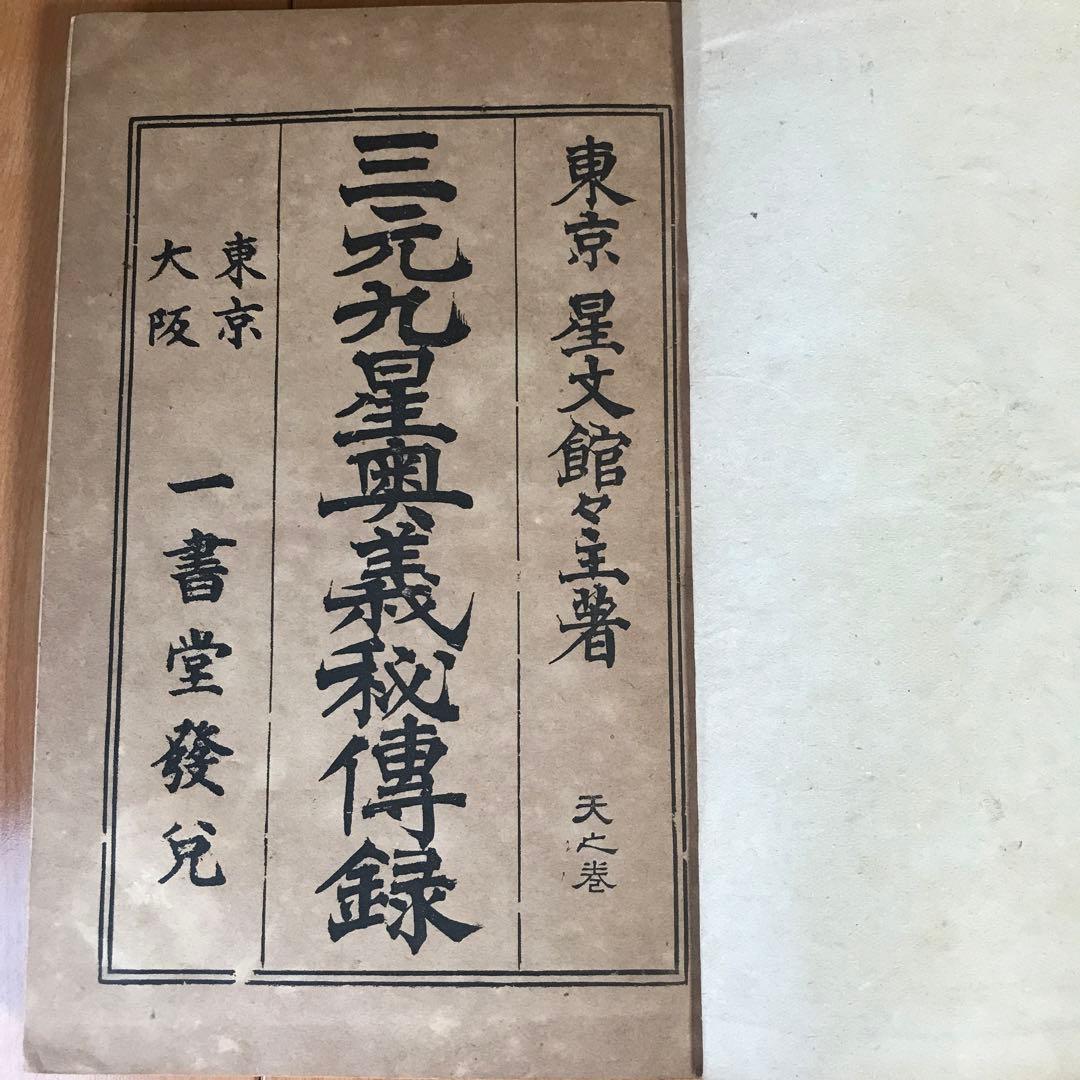 東京 星文館々主著
天之巻
三元九星奥義秘傳録
東京
大阪
一書堂發兌